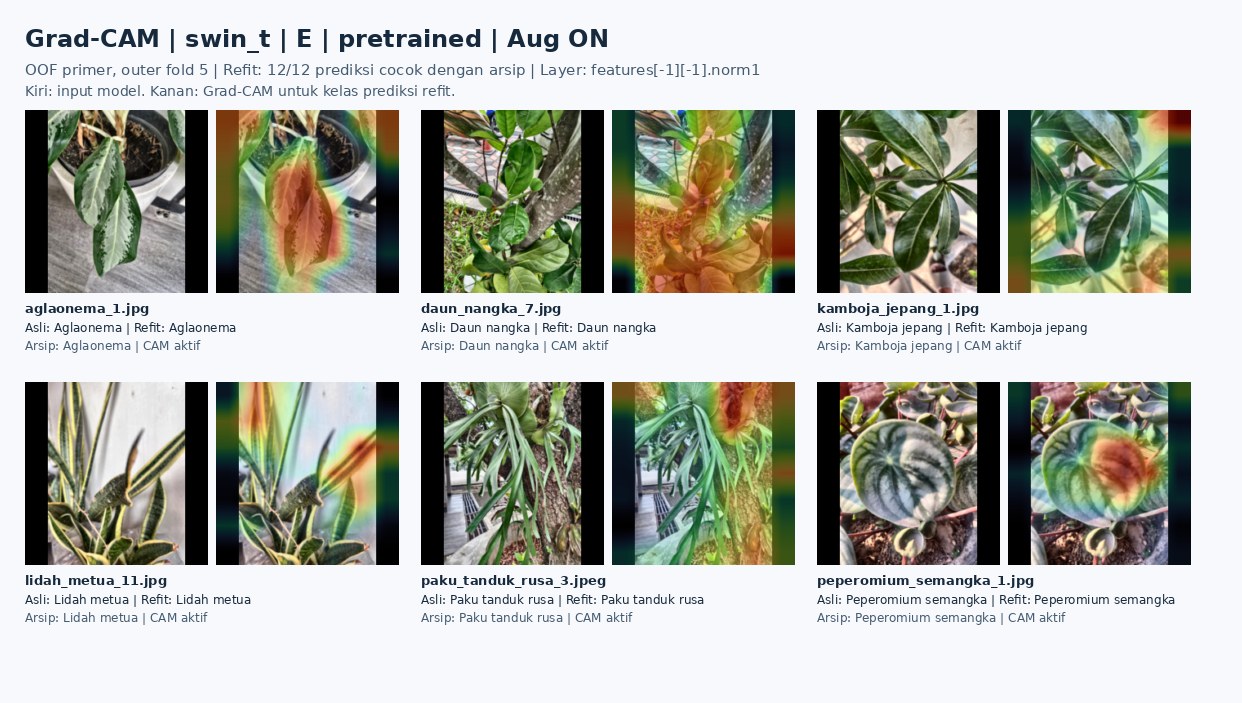 Grad-CAM | swin_t | E | pretrained | Aug ON
OOF primer, outer fold 5 | Refit: 12/12 prediksi cocok dengan arsip | Layer: features[-1][-1].norm1
Kiri: input model. Kanan: Grad-CAM untuk kelas prediksi refit.
aglaonema_1.jpg
Asli: Aglaonema | Refit: Aglaonema
Arsip: Aglaonema | CAM aktif
daun_nangka_7.jpg
Asli: Daun nangka | Refit: Daun nangka
Arsip: Daun nangka | CAM aktif
kamboja_jepang_1.jpg
Asli: Kamboja jepang | Refit: Kamboja jepang
Arsip: Kamboja jepang | CAM aktif
lidah_metua_11.jpg
Asli: Lidah metua | Refit: Lidah metua
Arsip: Lidah metua | CAM aktif
paku_tanduk_rusa_3.jpeg
Asli: Paku tanduk rusa | Refit: Paku tanduk rusa
Arsip: Paku tanduk rusa | CAM aktif
peperomium_semangka_1.jpg
Asli: Peperomium semangka | Refit: Peperomium semangka
Arsip: Peperomium semangka | CAM aktif